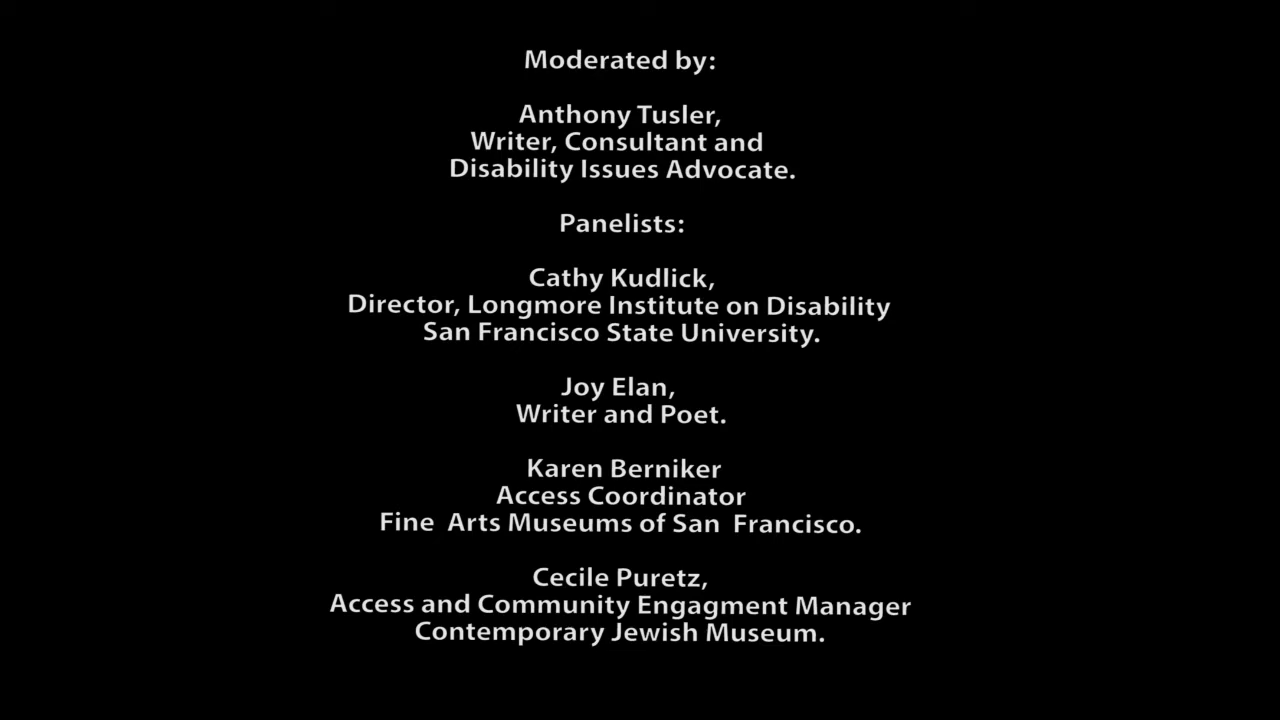 Moderated by:
Anthony Tusler,
Writer, Consultant and
Disability Issues Advocate.
Panelists:
Cathy Kudlick,
Director, Longmore Institute on Disability
San Francisco State University.
Joy Elan,
Writer and Poet.
Karen Berniker
Access Coordinator
Fine  Arts Museums of San  Francisco.
Cecile Puretz,
Access and Community Engagment Manager
Contemporary Jewish Museum.